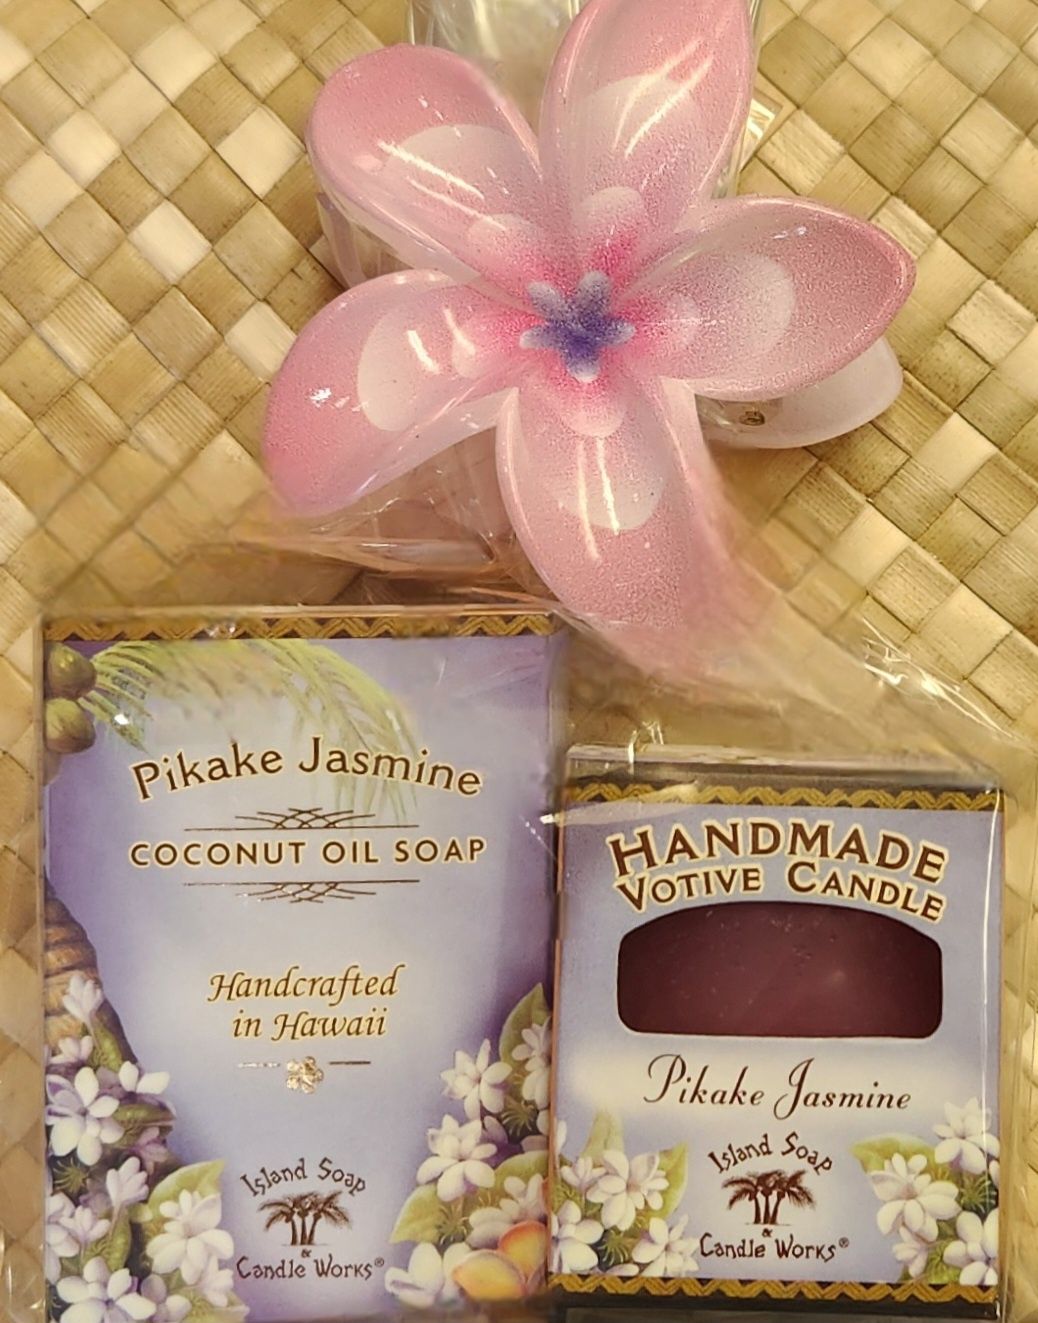 Pikake Jasmine
COCONUT OIL SOAP
Handcrafted
in Hawaii
Island Soap
&
Candle Works®
HANDMADE
VOTIVE CANDLE
Pikake Jasmine
Island Soap
&
Candle Works®